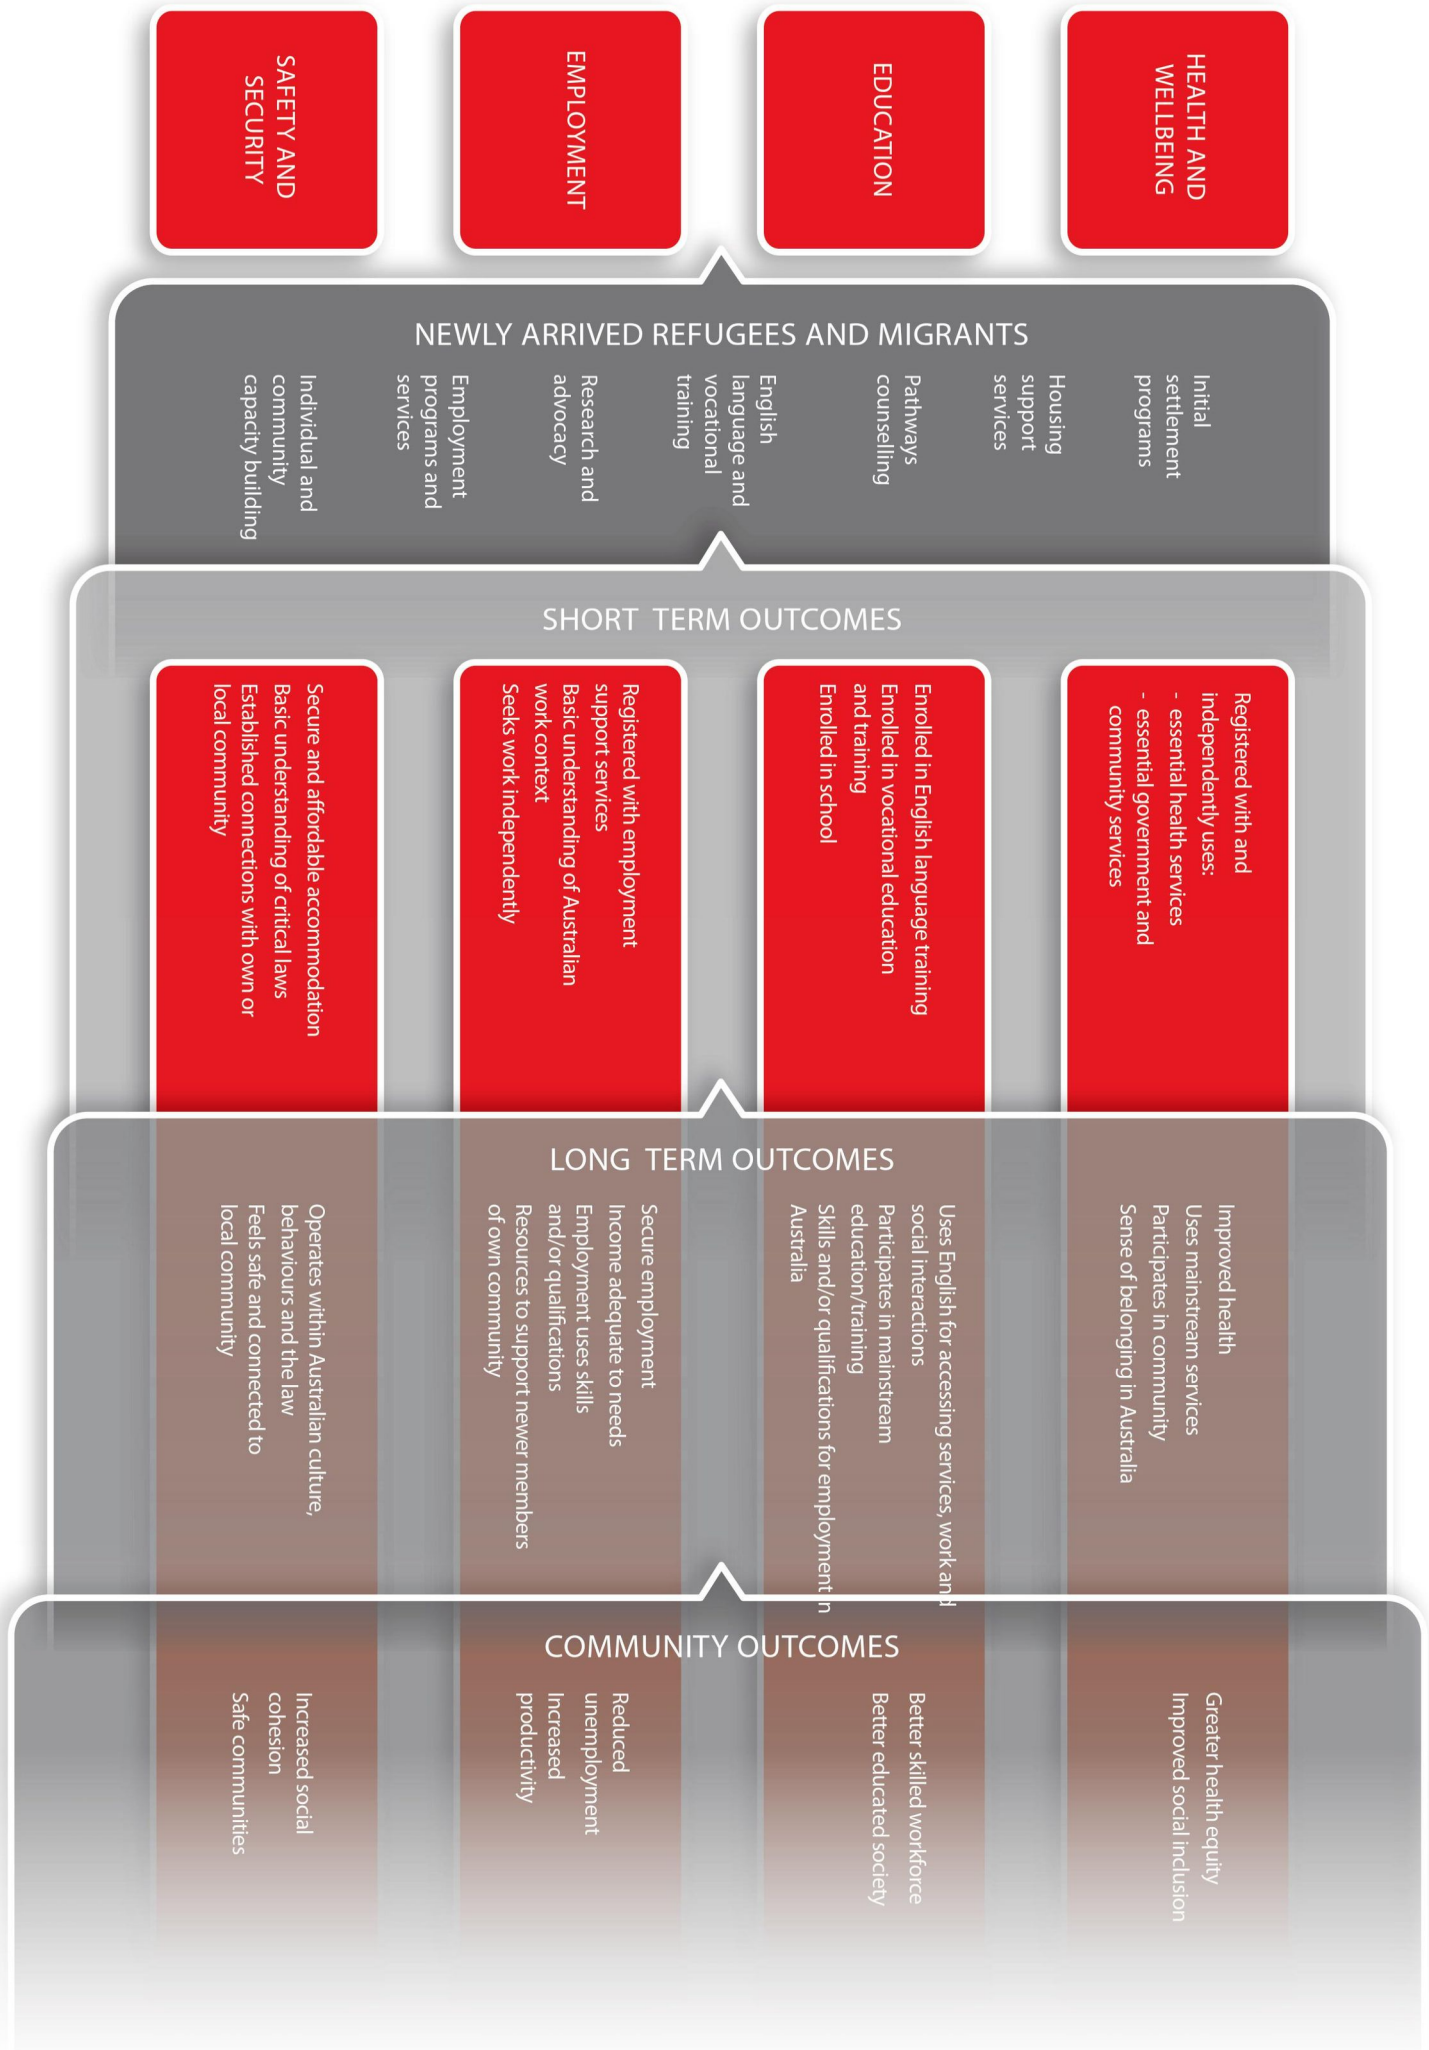 HEALTH AND
WELLBEING
EDUCATION
EMPLOYMENT
SAFETY AND
SECURITY
NEWLY ARRIVED REFUGEES AND MIGRANTS
Initial
settlement
programs
Housing
support
services
Pathways
counselling
English
language and
vocational
training
Research and
advocacy
Employment
programs and
services
Individual and
community
capacity building
SHORT TERM OUTCOMES
Registered with and
independently uses:
- essential health services
- essential government and
community services
Enrolled in English language training
Enrolled in vocational education
and training
Enrolled in school
Registered with employment
support services
Basic understanding of Australian
work context
Seeks work independently
Secure and affordable accommodation
Basic understanding of critical laws
Established connections with own or
local community
LONG TERM OUTCOMES
Improved health
Uses mainstream services
Participates in community
Sense of belonging in Australia
Uses English for accessing services, work and
social interactions
Participates in mainstream
education/training
Skills and/or qualifications for employment in
Australia
Secure employment
Income adequate to needs
Employment uses skills
and/or qualifications
Resources to support newer members
of own community
Operates within Australian culture,
behaviours and the law
Feels safe and connected to
local community
COMMUNITY OUTCOMES
Greater health equity
Improved social inclusion
Better skilled workforce
Better educated society
Reduced
unemployment
Increased
productivity
Increased social
cohesion
Safe communities